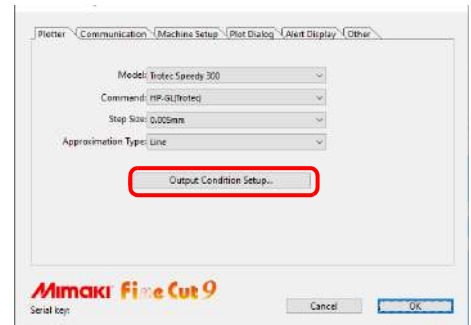 Plotter Communication Machine Setup Plot Dialog Alert Display Other
Model: Trotec Speedy 300
Command: HP-GL(Trotec)
Step Size: 0.005mm
Approximation Type: Line
Output Condition Setup...
MIMAKI Fine Cut 9
Serial key:
Cancel OK